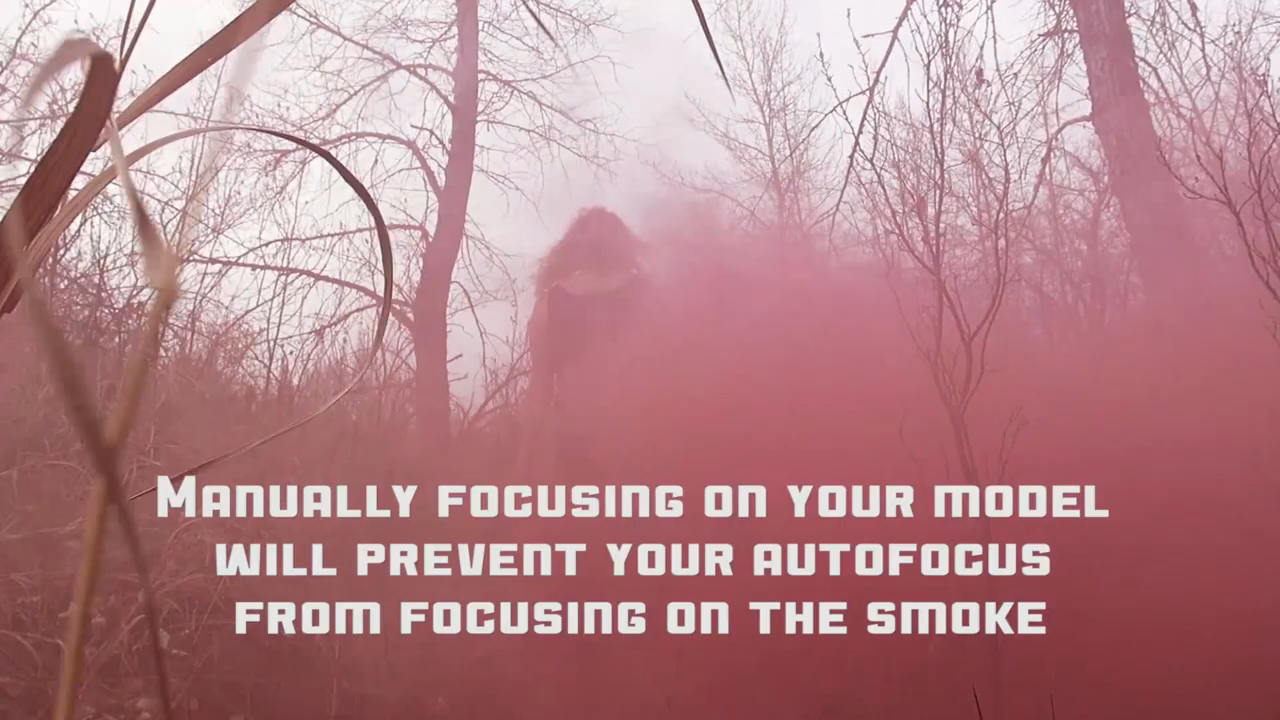 Manually focusing on your model
will prevent your autofocus
from focusing on the smoke